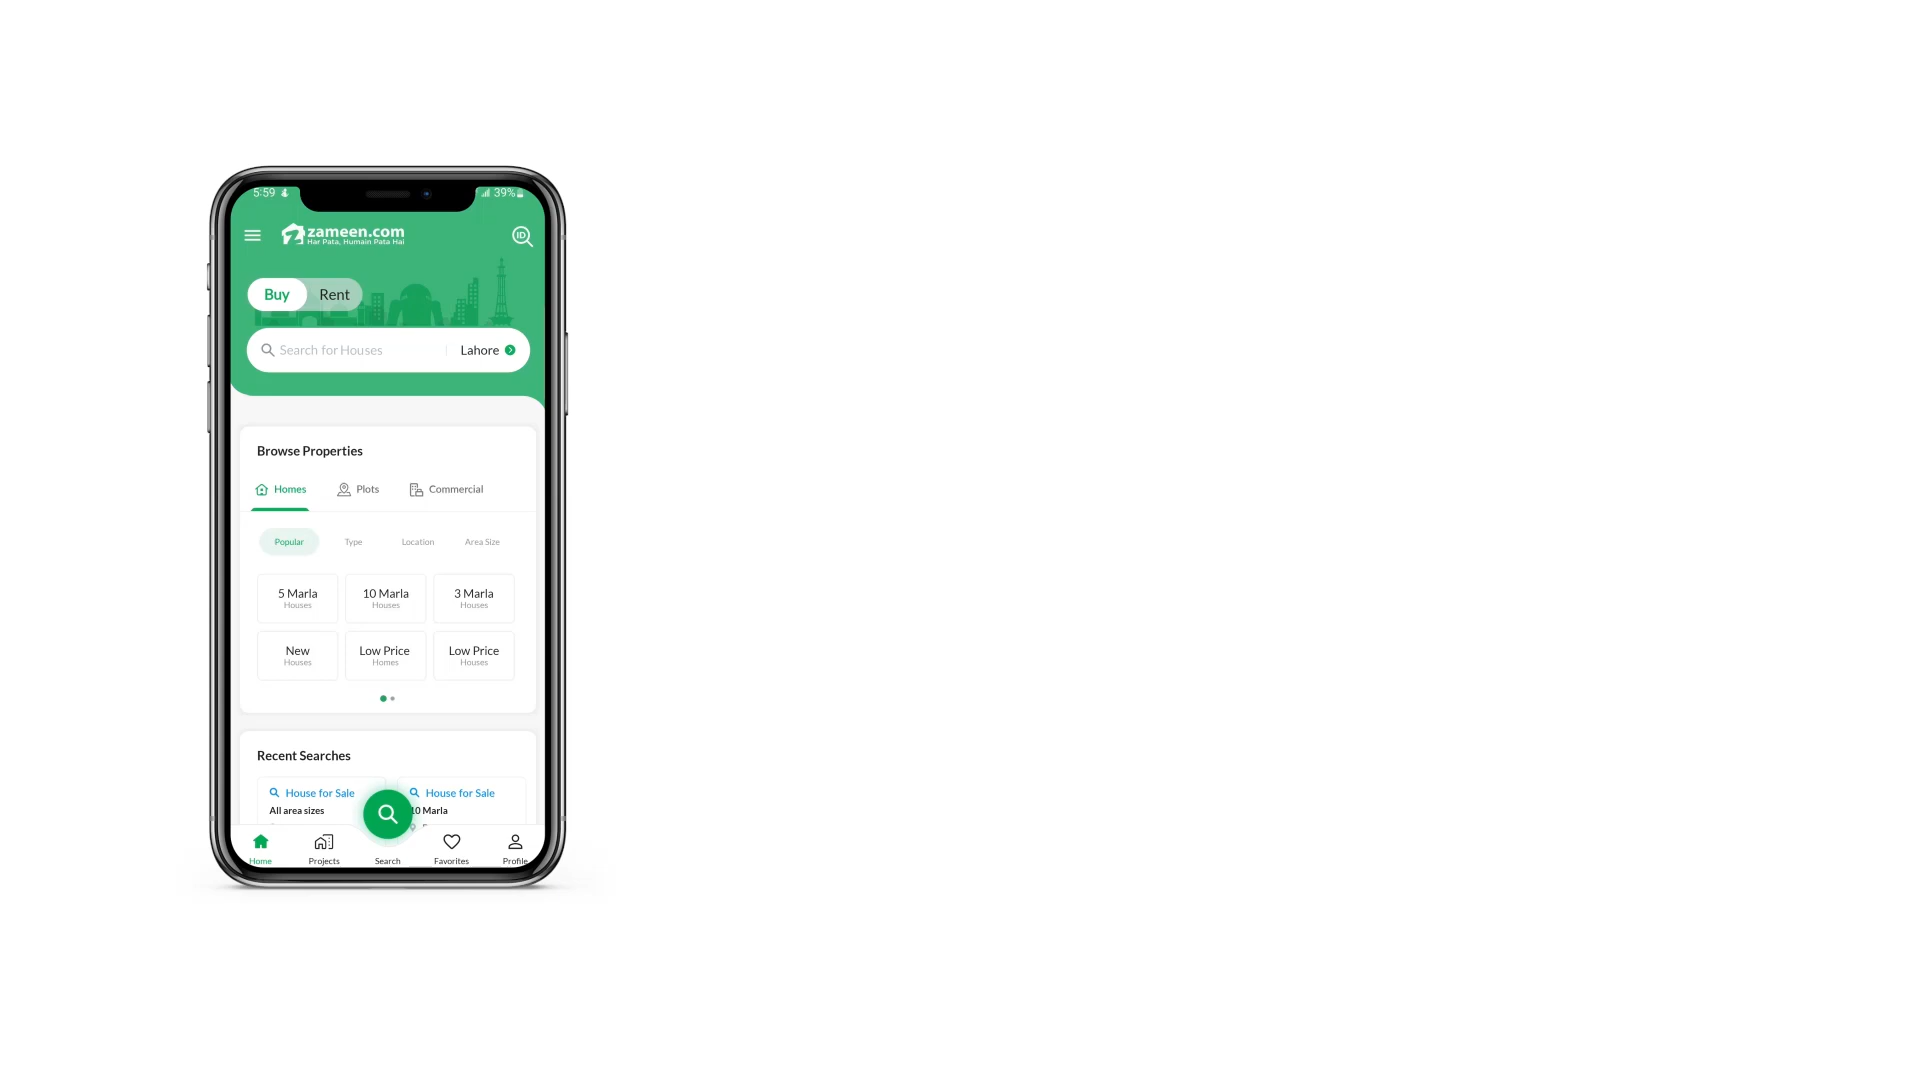 5:59
39%
zameen.com
Har Pata, Humain Pata Hai
ID
Buy Rent
Search for Houses Lahore
Browse Properties
Homes Plots Commercial
Popular Type Location Area Size
5 Marla 10 Marla 3 Marla
Houses Houses Houses
New Low Price Low Price
Houses Homes Houses
Recent Searches
House for Sale House for Sale
All area sizes 10 Marla
Home Projects Search Favorites Profile